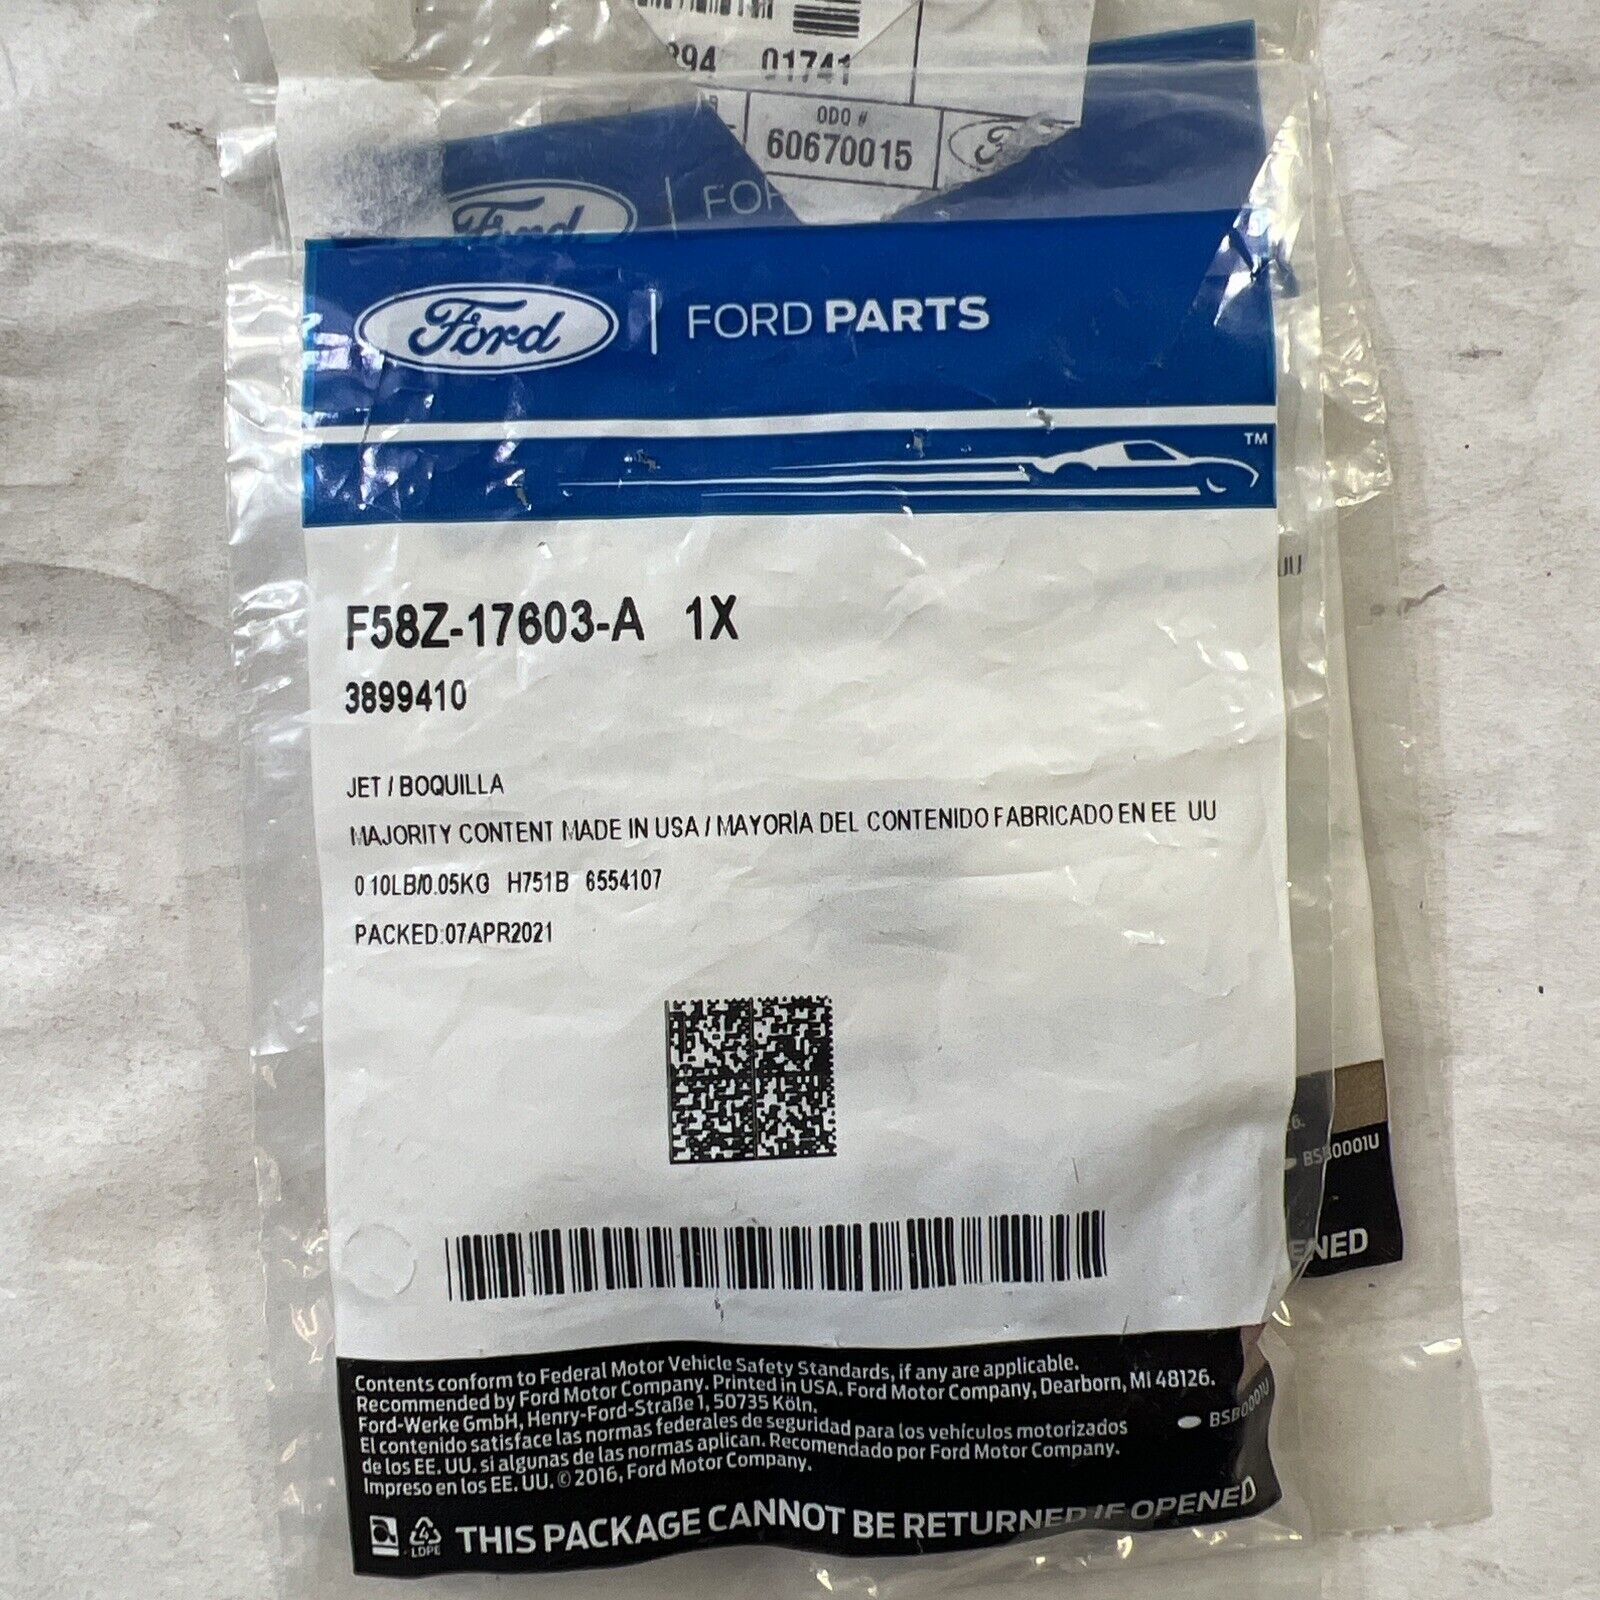 01741
ODO #
60670015
Ford
Ford | FORD PARTS
TM
F58Z-17603-A 1X
3899410
JET / BOQUILLA
MAJORITY CONTENT MADE IN USA / MAYORÍA DEL CONTENIDO FABRICADO EN EE UU
0.10LB/0.05KG H751B 6554107
PACKED:07APR2021
Contents conform to Federal Motor Vehicle Safety Standards, if any are applicable.
Recommended by Ford Motor Company. Printed in USA. Ford Motor Company, Dearborn, MI 48126.
Ford-Werke GmbH, Henry-Ford-Straße 1, 50735 Köln.
El contenido satisface las normas federales de seguridad para los vehículos motorizados
de los EE. UU. si algunas de las normas aplican. Recomendado por Ford Motor Company.
Impreso en los EE. UU. © 2016, Ford Motor Company.
BSB0001U
4
LDPE
THIS PACKAGE CANNOT BE RETURNED IF OPENED
BSB0001U